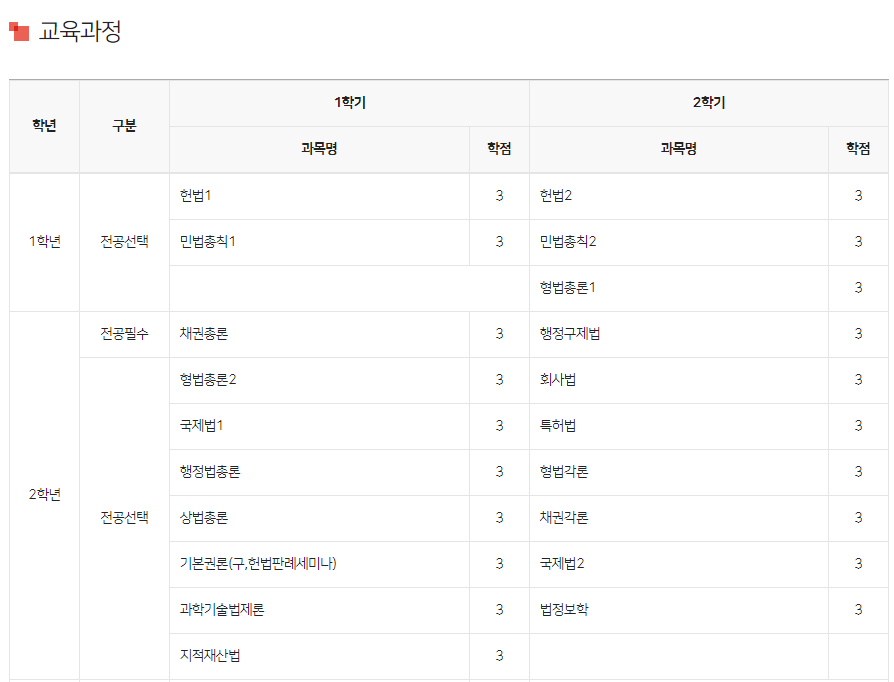 교육과정
학년 구분 1학기 2학기
과목명 학점 과목명 학점
1학년 전공선택 헌법1 3 헌법2 3
민법총칙1 3 민법총칙2 3
형법총론1 3
2학년 전공필수 채권총론 3 행정구제법 3
전공선택 형법총론2 3 회사법 3
국제법1 3 특허법 3
행정법총론 3 형법각론 3
상법총론 3 채권각론 3
기본권론(구,헌법판례세미나) 3 국제법2 3
과학기술법제론 3 법정보학 3
지적재산법 3